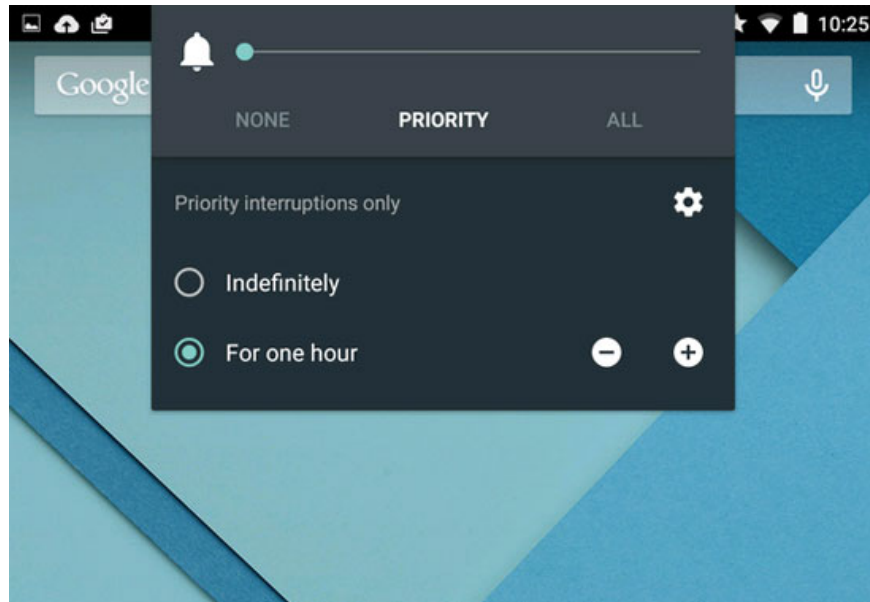 10:25
Google
NONE PRIORITY ALL
Priority interruptions only
Indefinitely
For one hour